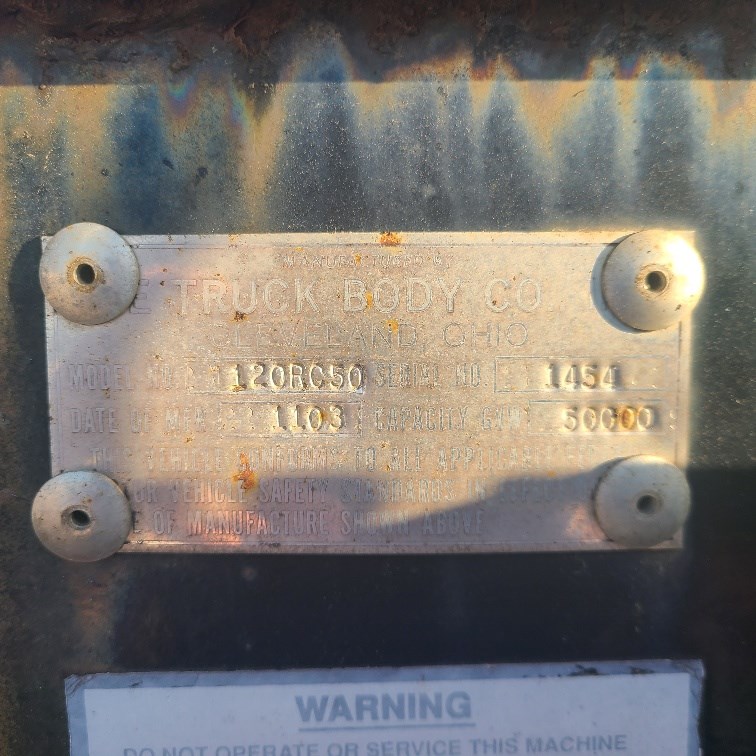 MANUFACTURED BY
E TRUCK BODY CO.
CLEVELAND, OHIO
MODEL NO. 120RC50 SERIAL NO. 1454
DATE OF MFR. 1103 CAPACITY GVWT 50000
THIS VEHICLE CONFORMS TO ALL APPLICABLE
OR VEHICLE SAFETY STANDARDS IN
E OF MANUFACTURE SHOWN ABOVE
WARNING
DO NOT OPERATE OR SERVICE THIS MACHINE